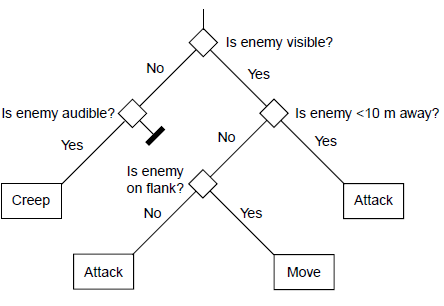 Is enemy visible?
No
Yes
Is enemy audible?
Is enemy <10 m away?
Yes
No
Yes
Is enemy
on flank?
Creep
No
Yes
Attack
Attack
Move